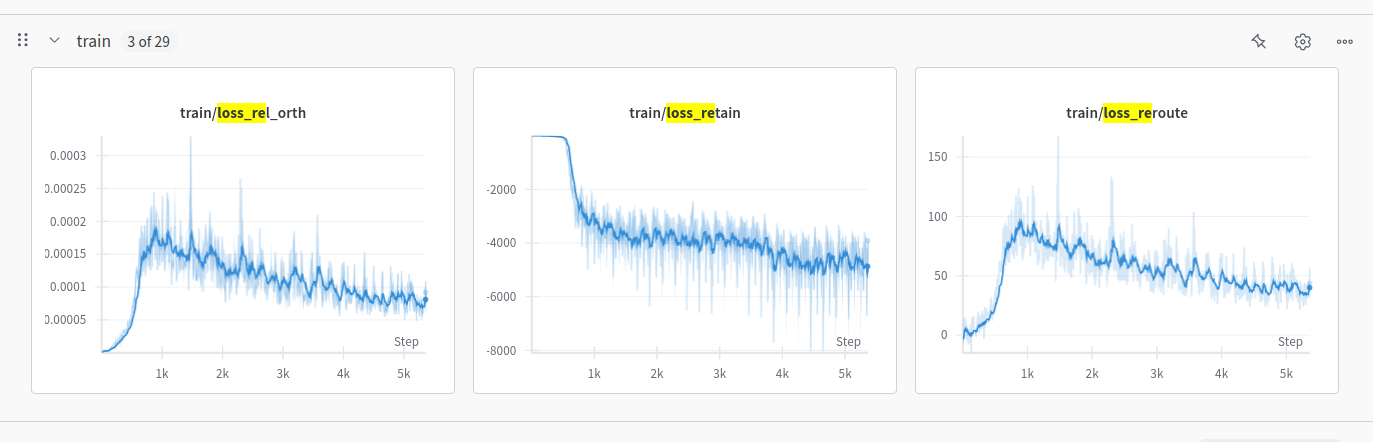 train 3 of 29
train/loss_rel_orth
0.0003
0.00025
0.0002
0.00015
0.0001
0.00005
Step
1k 2k 3k 4k 5k
train/loss_retain
-2000
-4000
-6000
-8000
Step
1k 2k 3k 4k 5k
train/loss_reroute
150
100
50
0
Step
1k 2k 3k 4k 5k